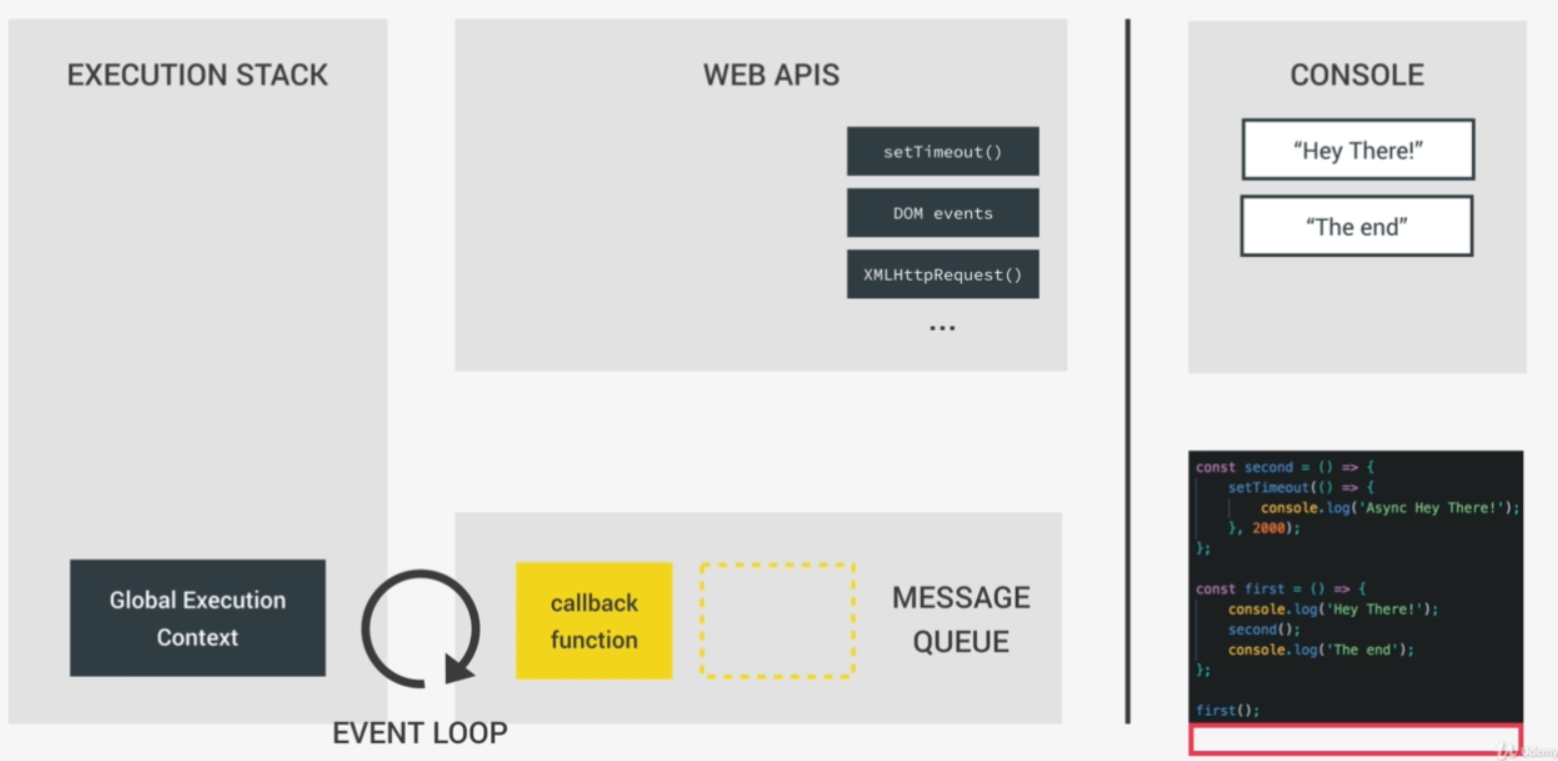 EXECUTION STACK
WEB APIS
CONSOLE
setTimeout()
DOM events
XMLHttpRequest()
...
“Hey There!”
“The end”
Global Execution
Context
EVENT LOOP
callback
function
MESSAGE
QUEUE
const second = () => {
    setTimeout(() => {
        console.log('Async Hey There!');
    }, 2000);
};
const first = () => {
    console.log('Hey There!');
    second();
    console.log('The end');
};
first();
Udemy